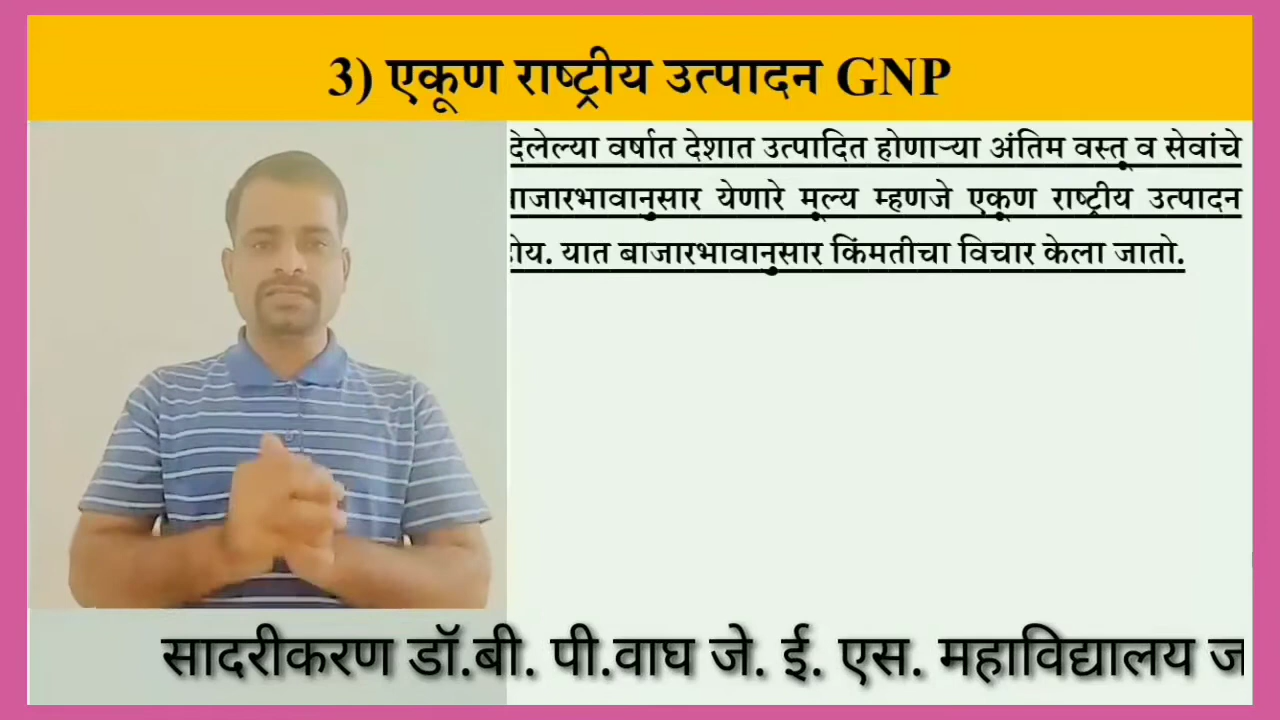 3) एकूण राष्ट्रीय उत्पादन GNP
देलेल्या वर्षात देशात उत्पादित होणाऱ्या अंतिम वस्तू व सेवांचे
येणारे मूल्य म्हणजे एकूण राष्ट्रीय उत्पादन
यात बाजारभावानुसार किंमतीचा विचार केला जातो.
सादरीकरण डॉ.बी. पी.वाघ जे. ई. एस. महाविद्यालय